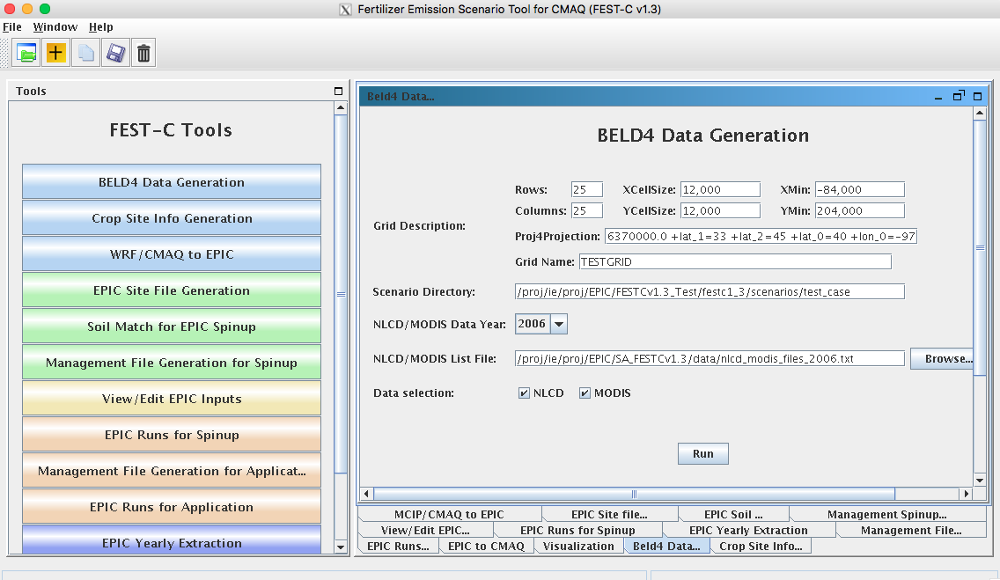 Fertilizer Emission Scenario Tool for CMAQ (FEST-C v1.3)
File Window Help
Tools
FEST-C Tools
BELD4 Data Generation
Crop Site Info Generation
WRF/CMAQ to EPIC
EPIC Site File Generation
Soil Match for EPIC Spinup
Management File Generation for Spinup
View/Edit EPIC Inputs
EPIC Runs for Spinup
Management File Generation for Applicat...
EPIC Runs for Application
EPIC Yearly Extraction
Beld4 Data...
BELD4 Data Generation
Grid Description:
Rows: 25 XCellSize: 12,000 XMin: -84,000
Columns: 25 YCellSize: 12,000 YMin: 204,000
Proj4Projection: 6370000.0 +lat_1=33 +lat_2=45 +lat_0=40 +lon_0=-97
Grid Name: TESTGRID
Scenario Directory: /proj/ie/proj/EPIC/FESTCv1.3_Test/festc1_3/scenarios/test_case
NLCD/MODIS Data Year: 2006
NLCD/MODIS List File: /proj/ie/proj/EPIC/SA_FESTCv1.3/data/nlcd_modis_files_2006.txt Browse...
Data selection: NLCD MODIS
Run
MCIP/CMAQ to EPIC EPIC Site file... EPIC Soil ... Management Spinup...
View/Edit EPIC... EPIC Runs for Spinup EPIC Yearly Extraction Management File...
EPIC Runs... EPIC to CMAQ Visualization Beld4 Data... Crop Site Info...